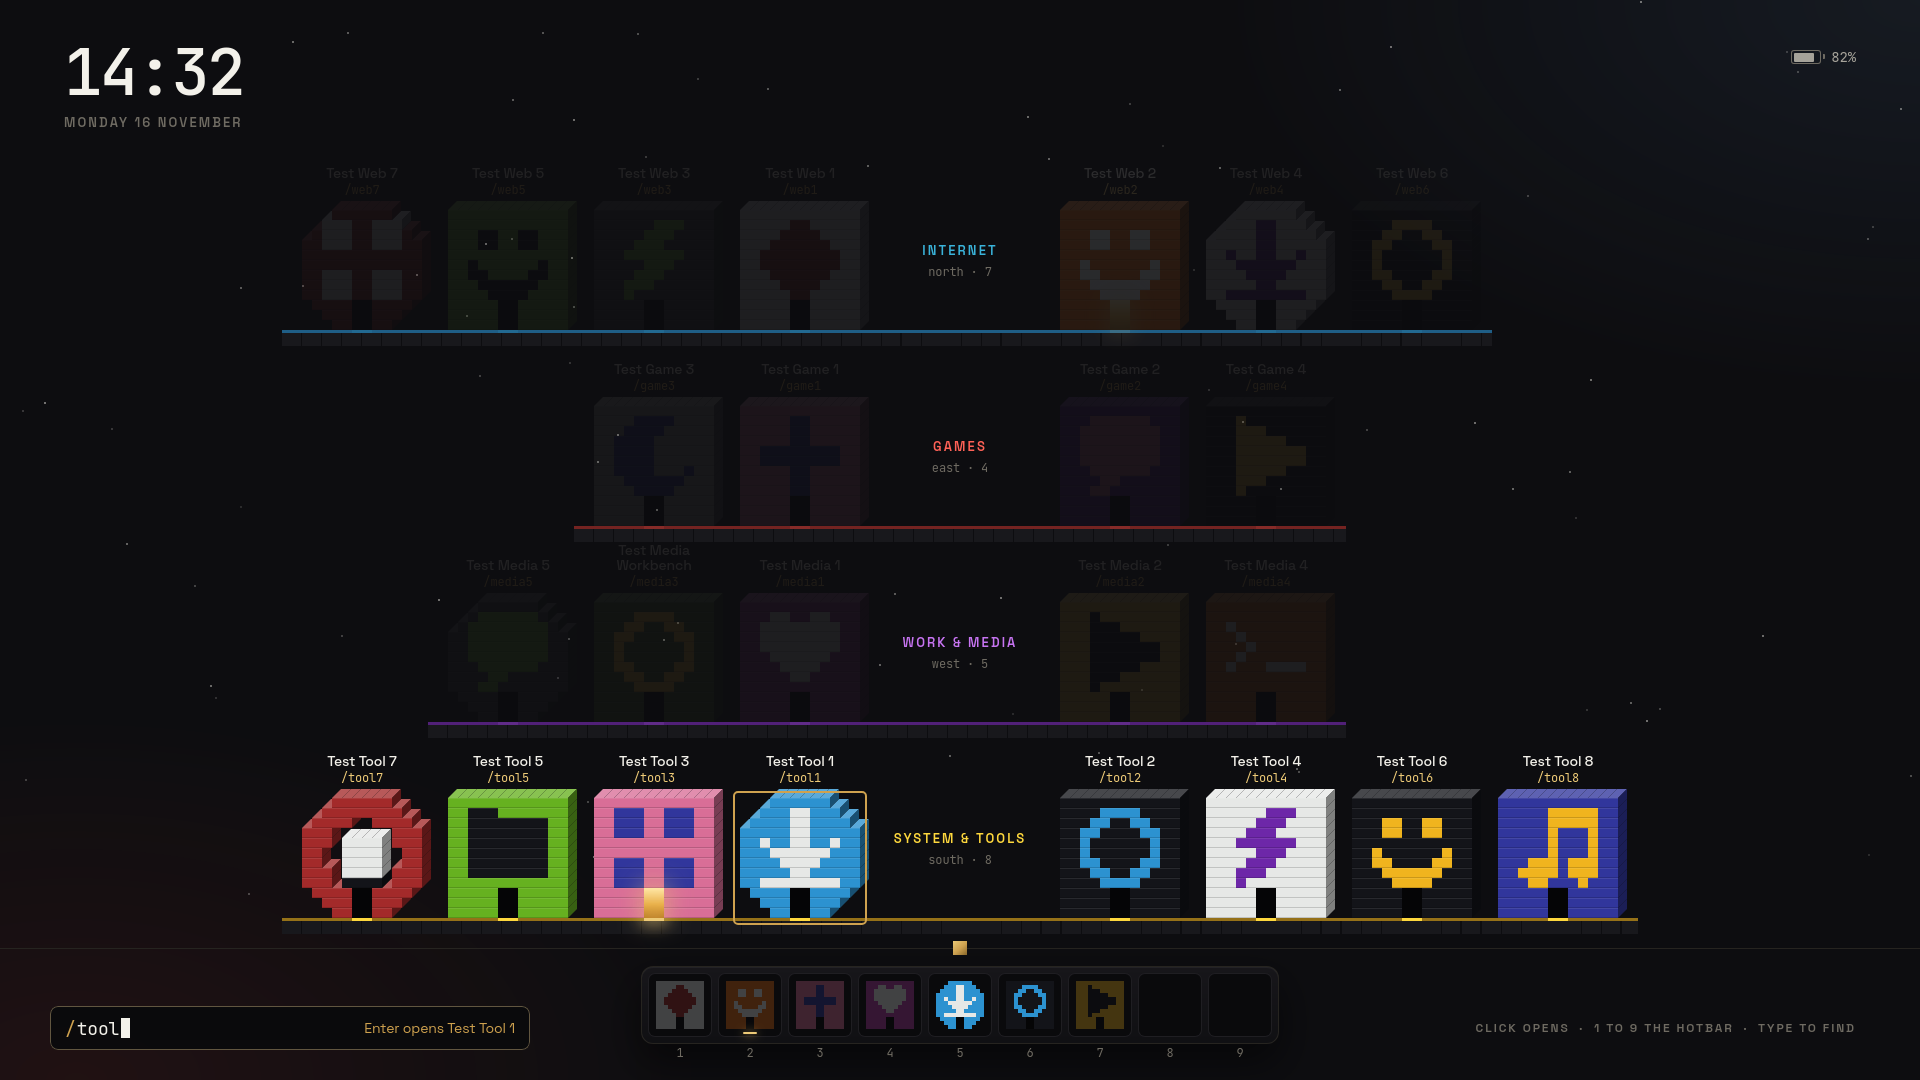 14:32
MONDAY 16 NOVEMBER
82%
Test Web 7
/web7
Test Web 5
/web5
Test Web 3
/web3
Test Web 1
/web1
INTERNET
north · 7
Test Web 2
/web2
Test Web 4
/web4
Test Web 6
/web6
Test Game 3
/game3
Test Game 1
/game1
GAMES
east · 4
Test Game 2
/game2
Test Game 4
/game4
Test Media 5
/media5
Test Media
Workbench
/media3
Test Media 1
/media1
WORK & MEDIA
west · 5
Test Media 2
/media2
Test Media 4
/media4
Test Tool 7
/tool7
Test Tool 5
/tool5
Test Tool 3
/tool3
Test Tool 1
/tool1
SYSTEM & TOOLS
south · 8
Test Tool 2
/tool2
Test Tool 4
/tool4
Test Tool 6
/tool6
Test Tool 8
/tool8
/tool
Enter opens Test Tool 1
1 2 3 4 5 6 7 8 9
CLICK OPENS · 1 TO 9 THE HOTBAR · TYPE TO FIND